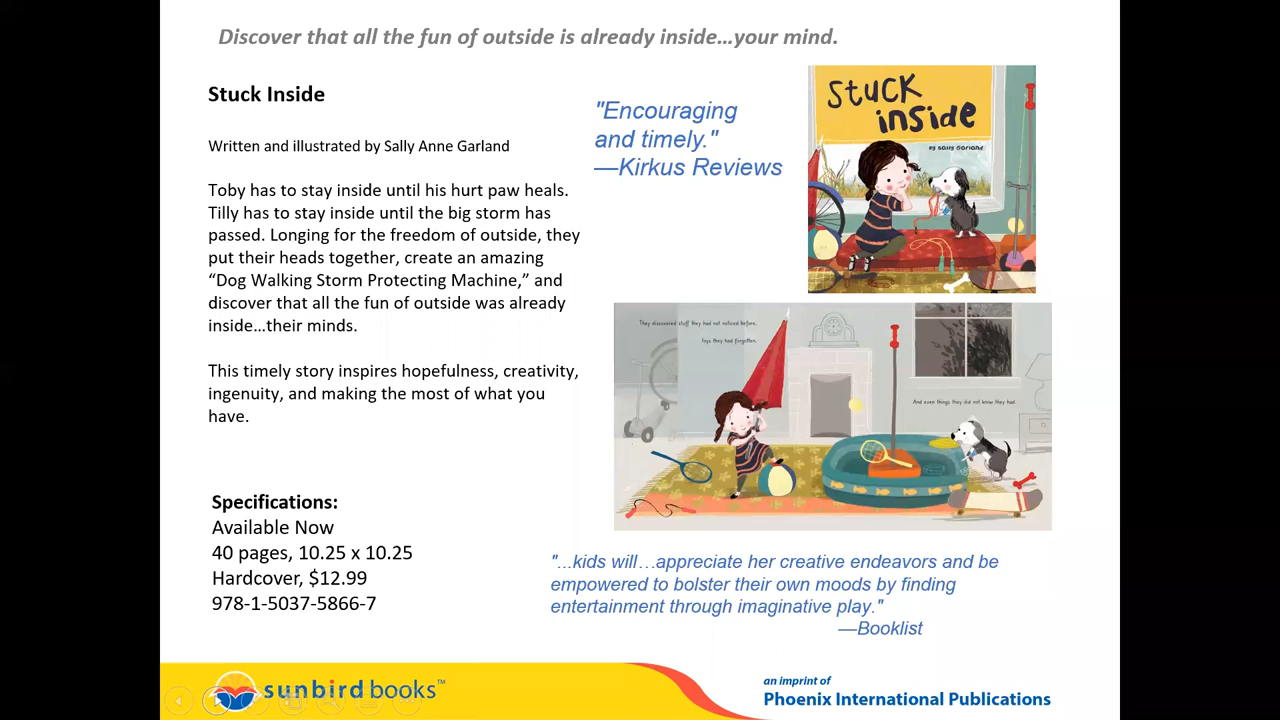 Discover that all the fun of outside is already inside…your mind.
Stuck Inside
Written and illustrated by Sally Anne Garland
Toby has to stay inside until his hurt paw heals.
Tilly has to stay inside until the big storm has
passed. Longing for the freedom of outside, they
put their heads together, create an amazing
“Dog Walking Storm Protecting Machine,” and
discover that all the fun of outside was already
inside…their minds.
This timely story inspires hopefulness, creativity,
ingenuity, and making the most of what you
have.
Specifications:
Available Now
40 pages, 10.25 x 10.25
Hardcover, $12.99
978-1-5037-5866-7
"Encouraging
and timely."
—Kirkus Reviews
Stuck
inside
by Sally Garland
They discovered stuff they had not noticed before,
toys they had forgotten.
And even things they did not know they had.
"...kids will…appreciate her creative endeavors and be
empowered to bolster their own moods by finding
entertainment through imaginative play."
—Booklist
sunbird books™
an imprint of
Phoenix International Publications